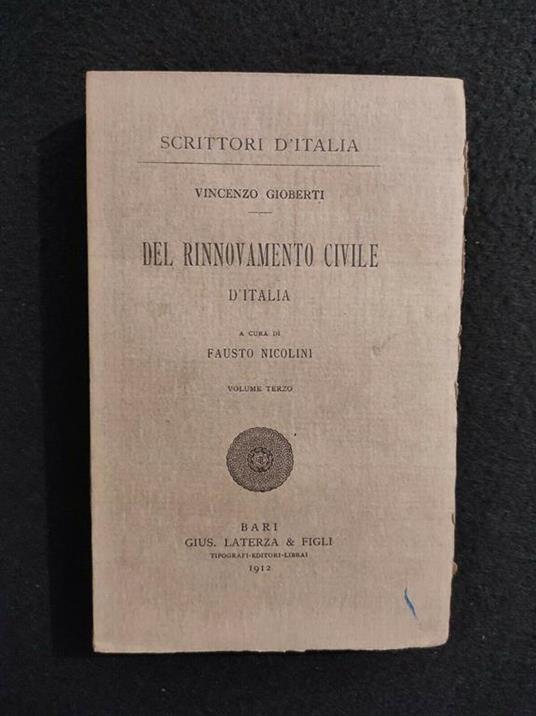 SCRITTORI D'ITALIA
VINCENZO GIOBERTI
DEL RINNOVAMENTO CIVILE
D'ITALIA
A CURA DI
FAUSTO NICOLINI
VOLUME TERZO
BARI
GIUS. LATERZA & FIGLI
TIPOGRAFI-EDITORI-LIBRAI
1912